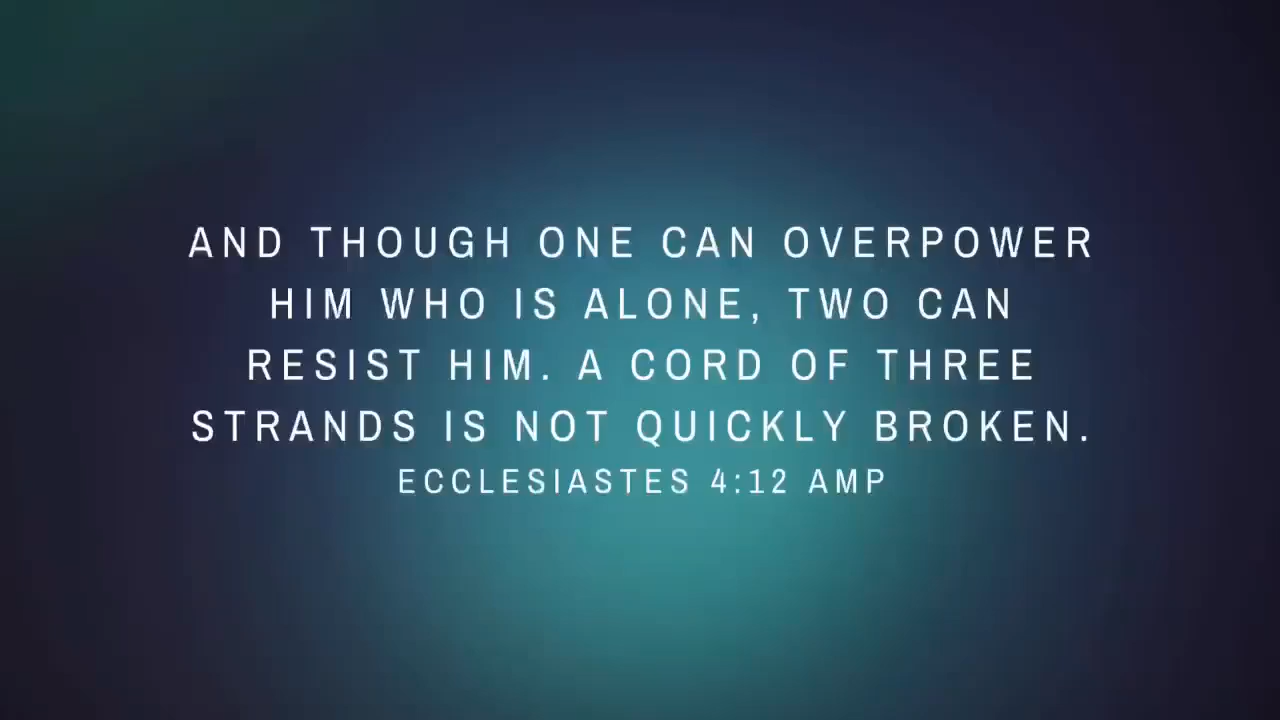 AND THOUGH ONE CAN OVERPOWER
HIM WHO IS ALONE, TWO CAN
RESIST HIM. A CORD OF THREE
STRANDS IS NOT QUICKLY BROKEN.
ECCLESIASTES 4:12 AMP